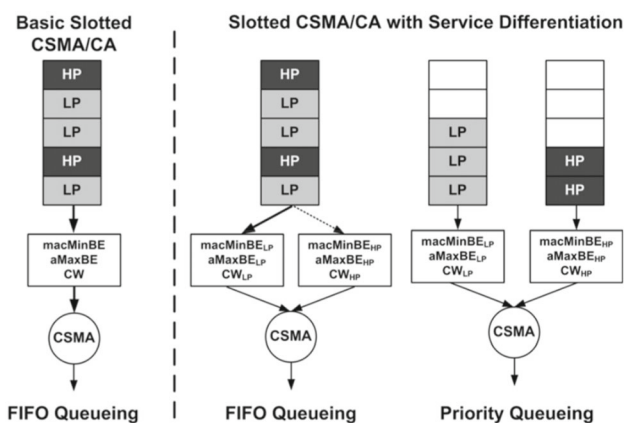 Basic Slotted
CSMA/CA
HP
LP
LP
HP
LP
macMinBE
aMaxBE
CW
CSMA
FIFO Queueing
Slotted CSMA/CA with Service Differentiation
HP
LP
LP
HP
LP
macMinBELP
aMaxBELP
CWLP
macMinBEHP
aMaxBEHP
CWHP
CSMA
FIFO Queueing
LP
LP
LP
HP
HP
macMinBELP
aMaxBELP
CWLP
macMinBEHP
aMaxBEHP
CWHP
CSMA
Priority Queueing